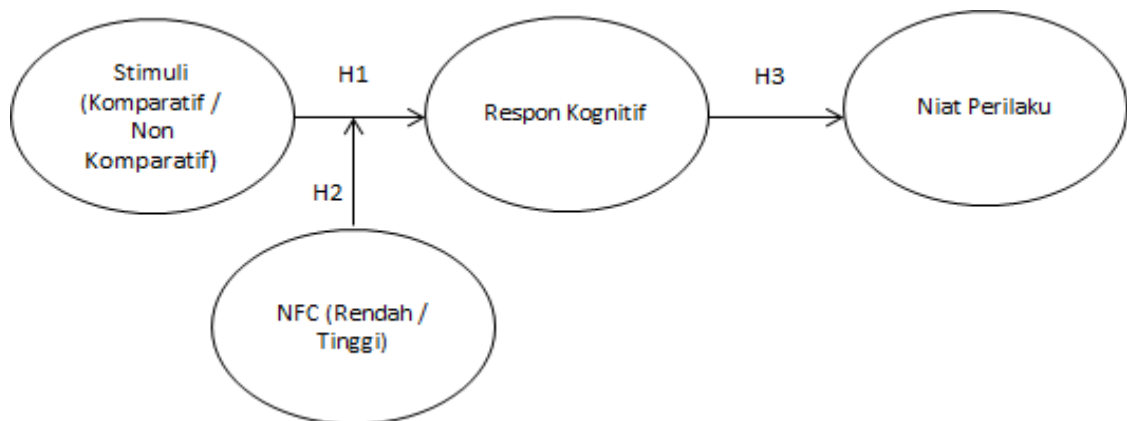 Stimuli
(Komparatif /
Non
Komparatif)
H1
Respon Kognitif
H3
Niat Perilaku
H2
NFC (Rendah /
Tinggi)